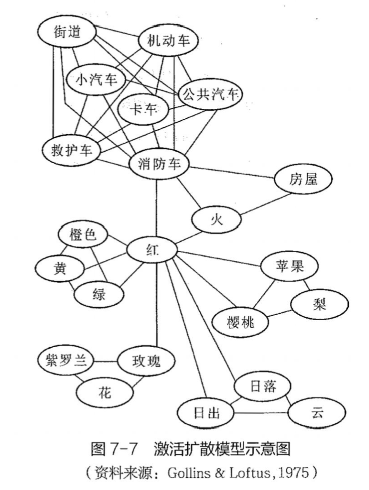 街道
机动车
小汽车
公共汽车
卡车
救护车
消防车
房屋
火
橙色
红
黄
绿
苹果
梨
樱桃
紫罗兰
玫瑰
花
日落
日出
云
图 7-7 激活扩散模型示意图
(资料来源:Gollins & Loftus,1975)